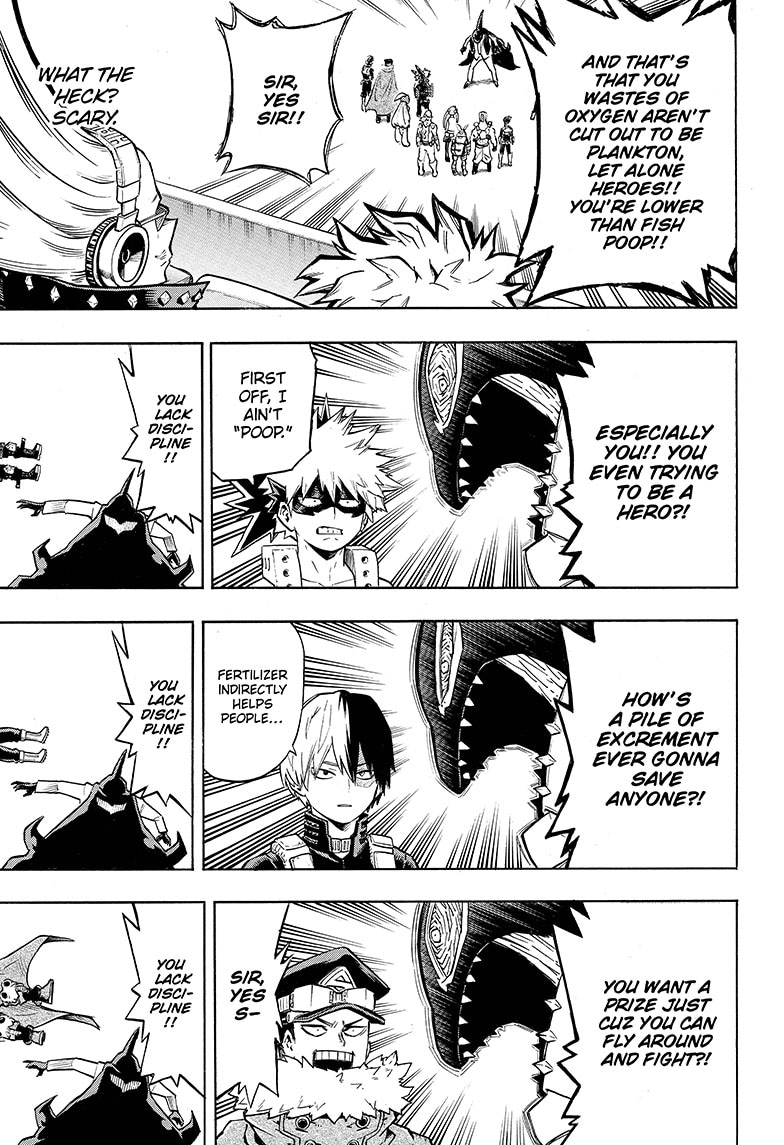 AND THAT'S
THAT YOU
WASTES OF
OXYGEN AREN'T
CUT OUT TO BE
PLANKTON,
LET ALONE
HEROES!!
YOU'RE LOWER
THAN FISH
POOP!!
SIR,
YES
SIR!!
WHAT THE
HECK?
SCARY.
ESPECIALLY
YOU!! YOU
EVEN TRYING
TO BE A
HERO?!
FIRST
OFF, I
AIN'T
"POOP."
YOU
LACK
DISCI-
PLINE
!!
HOW'S
A PILE OF
EXCREMENT
EVER GONNA
SAVE
ANYONE?!
FERTILIZER
INDIRECTLY
HELPS
PEOPLE...
YOU
LACK
DISCI-
PLINE
!!
YOU WANT A
PRIZE JUST
CUZ YOU CAN
FLY AROUND
AND FIGHT?!
SIR,
YES
S-
YOU
LACK
DISCI-
PLINE
!!